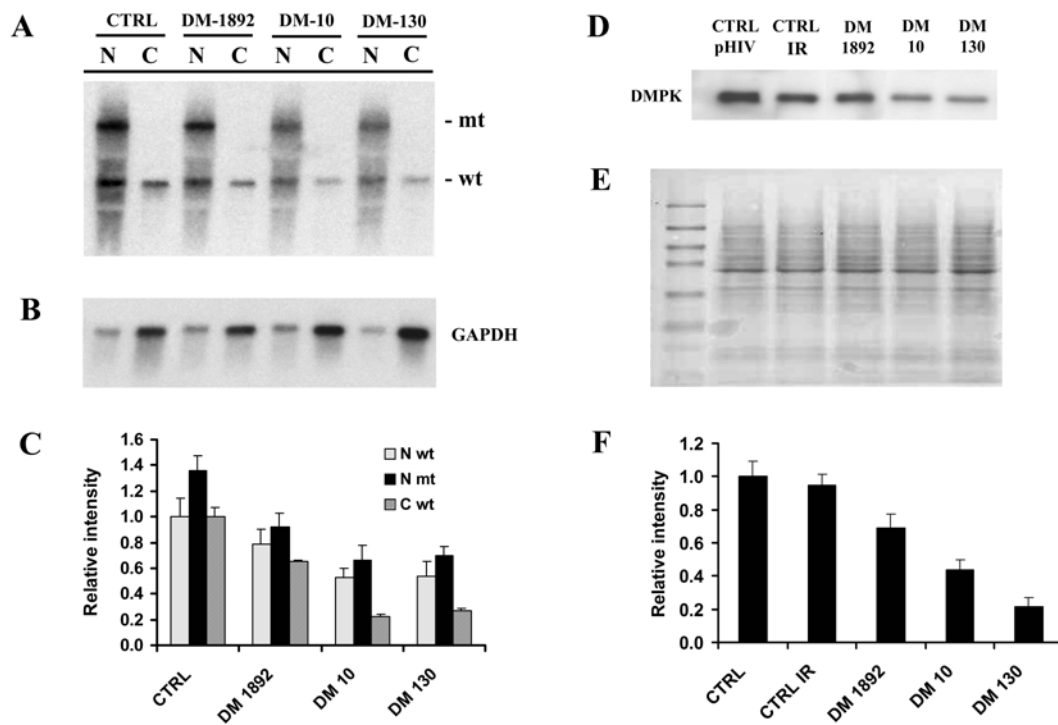 A
CTRL DM-1892 DM-10 DM-130
N C N C N C N C
- mt
- wt
B
GAPDH
C
1.6
1.4
1.2
1.0
0.8
0.6
0.4
0.2
0.0
Relative intensity
N wt
N mt
C wt
CTRL
DM 1892
DM 10
DM 130
D
CTRL CTRL DM DM DM
pHIV IR 1892 10 130
DMPK
E
F
1.2
1.0
0.8
0.6
0.4
0.2
0.0
Relative intensity
CTRL
CTRL IR
DM 1892
DM 10
DM 130